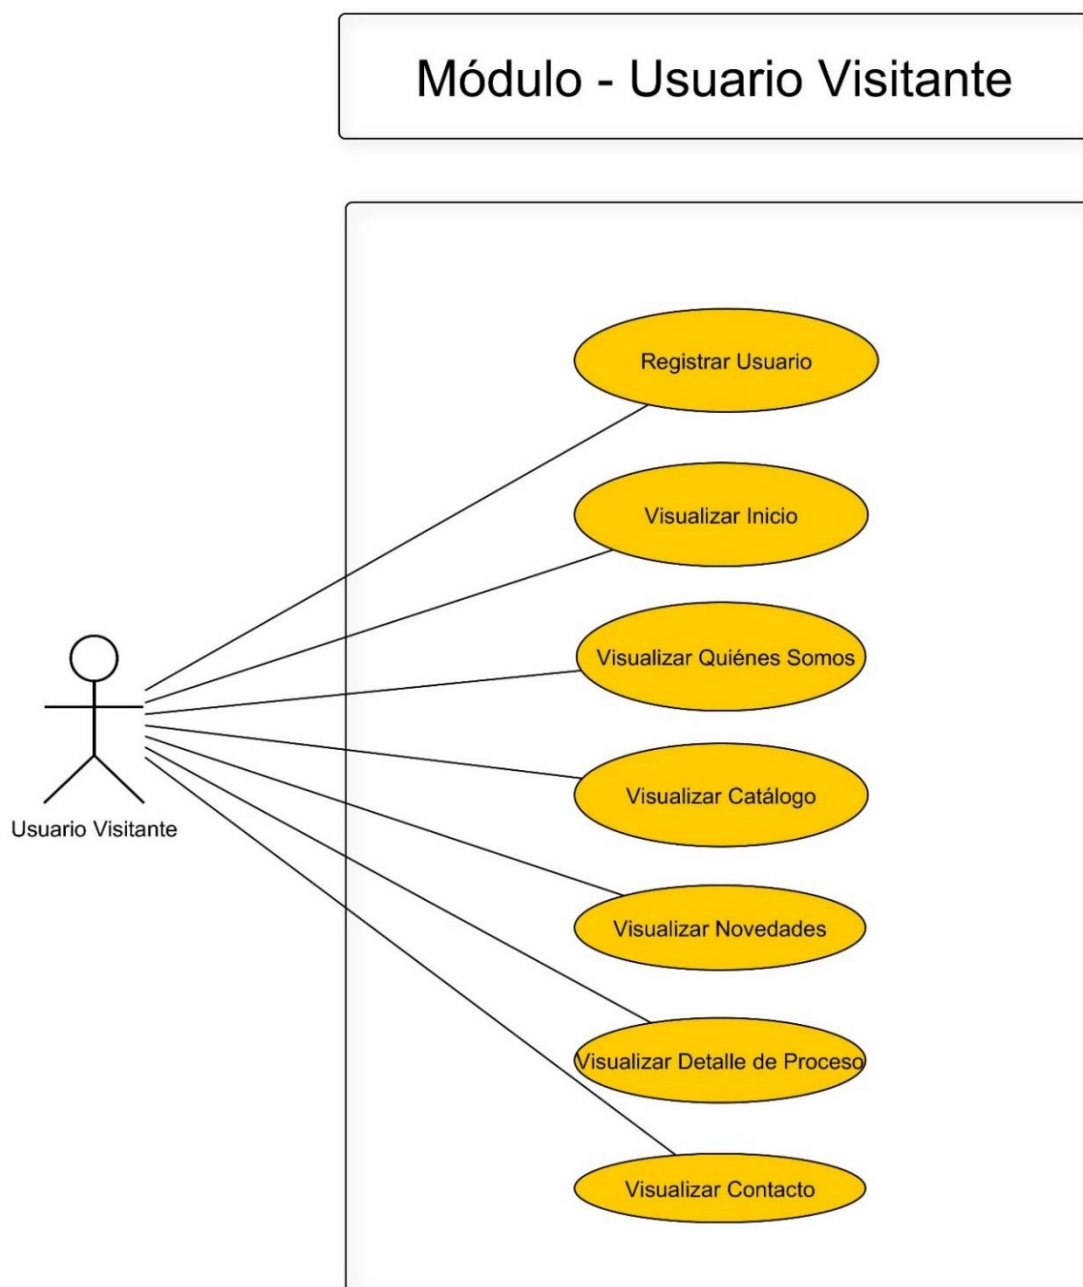 Módulo - Usuario Visitante
Registrar Usuario
Visualizar Inicio
Visualizar Quiénes Somos
Visualizar Catálogo
Usuario Visitante
Visualizar Novedades
Visualizar Detalle de Proceso
Visualizar Contacto